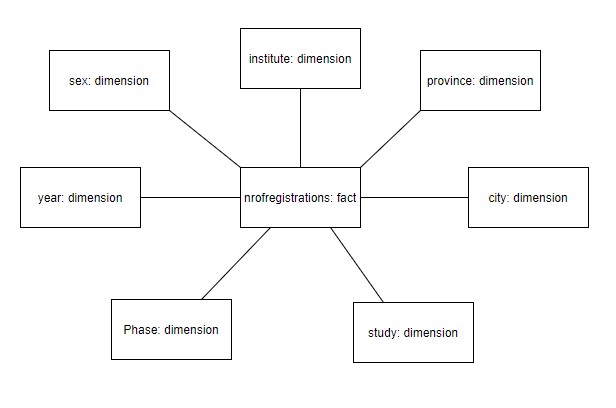 institute: dimension
sex: dimension
province: dimension
year: dimension
nrofregistrations: fact
city: dimension
Phase: dimension
study: dimension